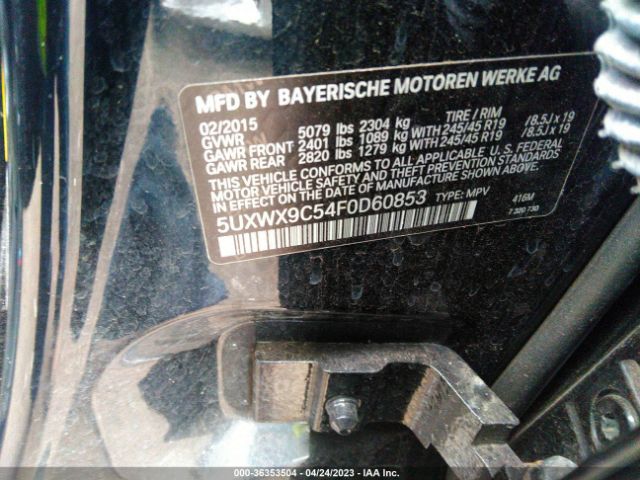 MFD BY BAYERISCHE MOTOREN WERKE AG
02/2015 5079 lbs 2304 kg TIRE / RIM
GVWR
GAWR FRONT 2401 lbs 1089 kg WITH 245/45 R19 /8.5J x 19
GAWR REAR 2820 lbs 1279 kg WITH 245/45 R19 /8.5J x 19
THIS VEHICLE CONFORMS TO ALL APPLICABLE U.S. FEDERAL
MOTOR VEHICLE SAFETY AND THEFT PREVENTION STANDARDS
IN EFFECT ON THE DATE OF MANUFACTURE SHOWN ABOVE.
5UXWX9C54F0D60853 TYPE: MPV 416M
7 320 730
000-36353504 - 04/24/2023 - IAA Inc.